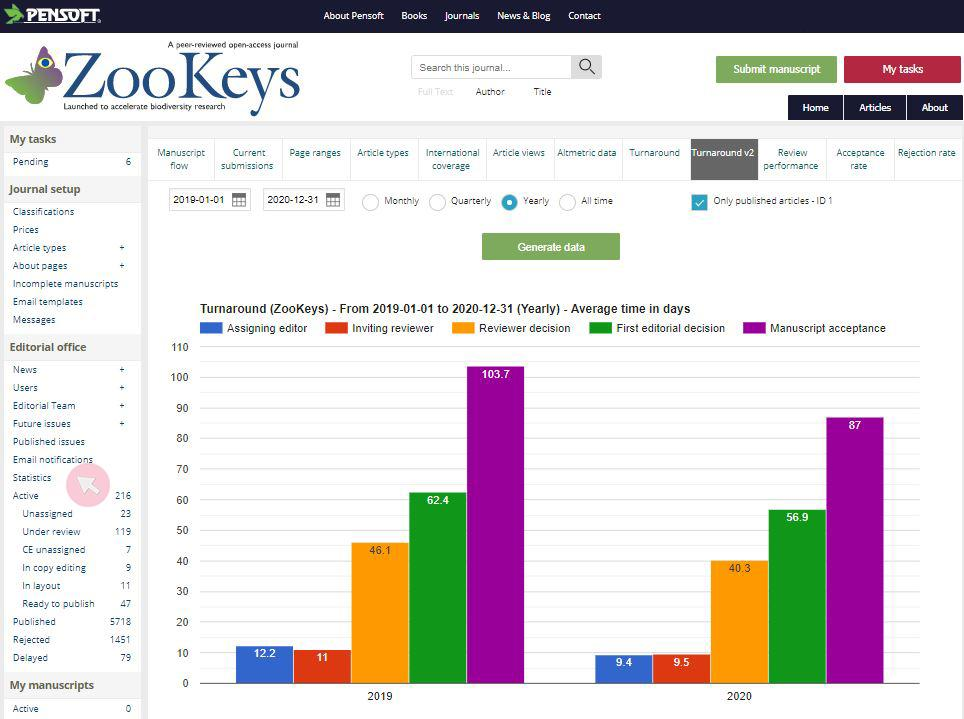 PENSOFT.
About Pensoft Books Journals News & Blog Contact
A peer-reviewed open-access journal
ZooKeys
Launched to accelerate biodiversity research
Search this journal...
Full Text Author Title
Submit manuscript My tasks
Home Articles About
My tasks
Pending 6
Journal setup
Classifications
Prices
Article types +
About pages +
Incomplete manuscripts
Email templates
Messages
Editorial office
News +
Users +
Editorial Team +
Future issues +
Published issues
Email notifications
Statistics
Active 216
Unassigned 23
Under review 119
CE unassigned 7
In copy editing 9
In layout 11
Ready to publish 47
Published 5718
Rejected 1451
Delayed 79
My manuscripts
Active 0
Manuscript flow
Current submissions
Page ranges
Article types
International coverage
Article views
Altmetric data
Turnaround
Turnaround v2
Review performance
Acceptance rate
Rejection rate
2019-01-01 2020-12-31 Monthly Quarterly Yearly All time Only published articles - ID 1
Generate data
Turnaround (ZooKeys) - From 2019-01-01 to 2020-12-31 (Yearly) - Average time in days
Assigning editor Inviting reviewer Reviewer decision First editorial decision Manuscript acceptance
110
100
90
80
70
60
50
40
30
20
10
0
12.2
11
46.1
62.4
103.7
9.4
9.5
40.3
56.9
87
2019 2020